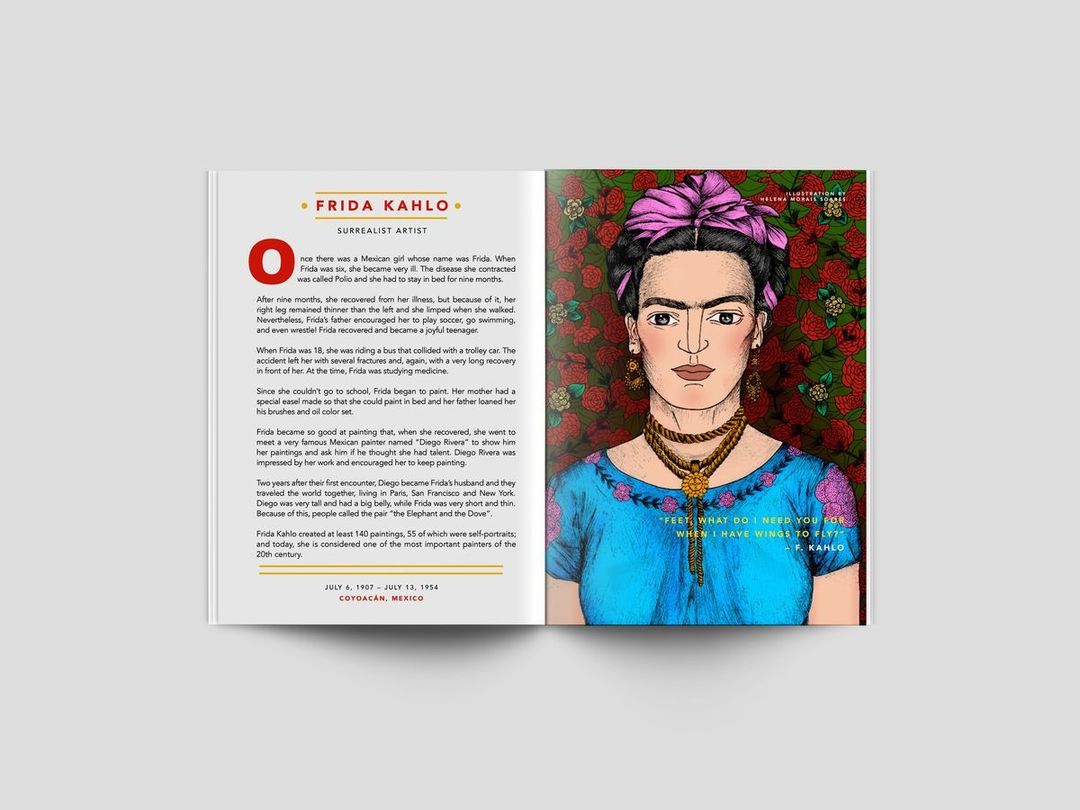 FRIDA KAHLO
SURREALIST ARTIST
Once there was a Mexican girl whose name was Frida. When
Frida was six, she became very ill. The disease she contracted
was called Polio and she had to stay in bed for nine months.
After nine months, she recovered from her illness, but because of it, her
right leg remained thinner than the left and she limped when she walked.
Nevertheless, Frida's father encouraged her to play soccer, go swimming,
and even wrestle! Frida recovered and became a joyful teenager.
When Frida was 18, she was riding a bus that collided with a trolley car. The
accident left her with several fractures and, again, with a very long recovery
in front of her. At the time, Frida was studying medicine.
Since she couldn't go to school, Frida began to paint. Her mother had a
special easel made so that she could paint in bed and her father loaned her
his brushes and oil color set.
Frida became so good at painting that, when she recovered, she went to
meet a very famous Mexican painter named "Diego Rivera" to show him
her paintings and ask him if he thought she had talent. Diego Rivera was
impressed by her work and encouraged her to keep painting.
Two years after their first encounter, Diego became Frida's husband and they
traveled the world together, living in Paris, San Francisco and New York.
Diego was very tall and had a big belly, while Frida was very short and thin.
Because of this, people called the pair "the Elephant and the Dove".
Frida Kahlo created at least 140 paintings, 55 of which were self-portraits;
and today, she is considered one of the most important painters of the
20th century.
JULY 6, 1907 – JULY 13, 1954
COYOACÁN, MEXICO
ILLUSTRATION BY
HELENA MORAIS SOARES
"FEET, WHAT DO I NEED YOU FOR
WHEN I HAVE WINGS TO FLY?"
– F. KAHLO